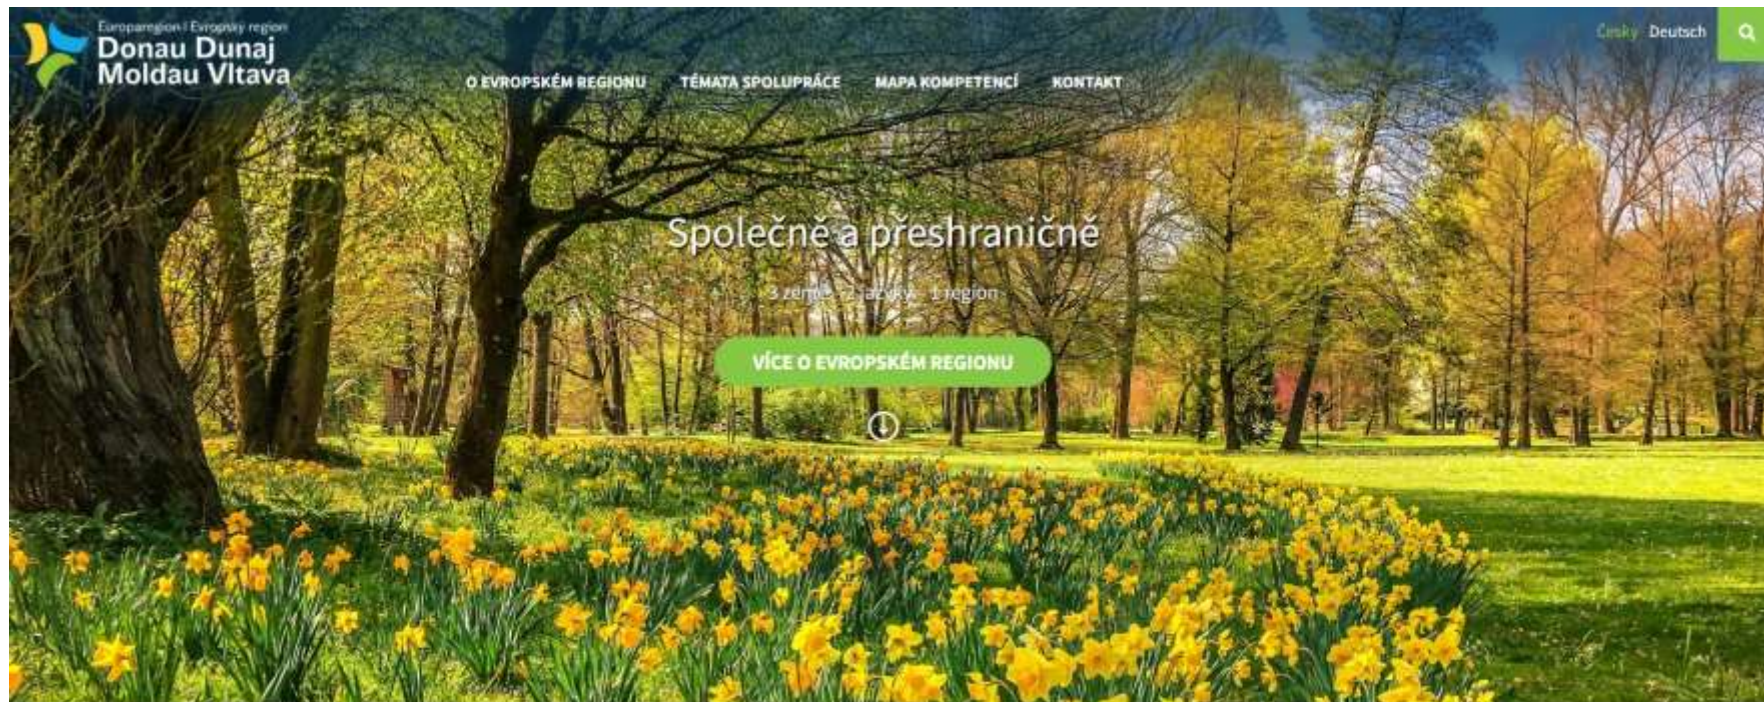 Europaregion | Evropský region
Donau Dunaj
Moldau Vltava
Česky Deutsch
O EVROPSKÉM REGIONU TÉMATA SPOLUPRÁCE MAPA KOMPETENCÍ KONTAKT
Společně a přeshraničně
3 země - 2 jazyky - 1 region
VÍCE O EVROPSKÉM REGIONU